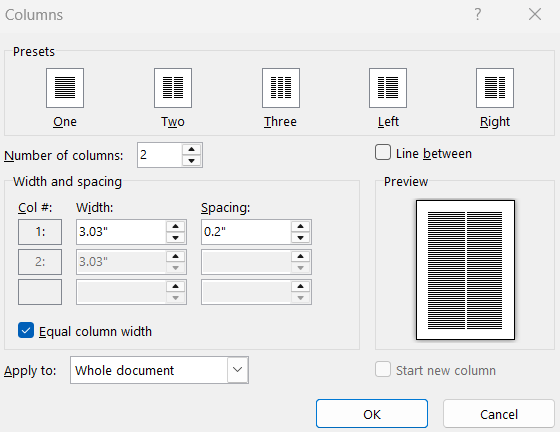 Columns ?
Presets
One Two Three Left Right
Number of columns: 2
Line between
Width and spacing
Preview
Col #: Width: Spacing:
1: 3.03" 0.2"
2: 3.03"
Equal column width
Apply to: Whole document
Start new column
OK Cancel